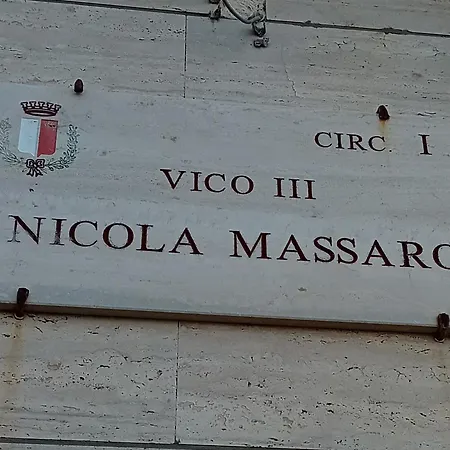 CIRC. I
VICO III
NICOLA MASSARO